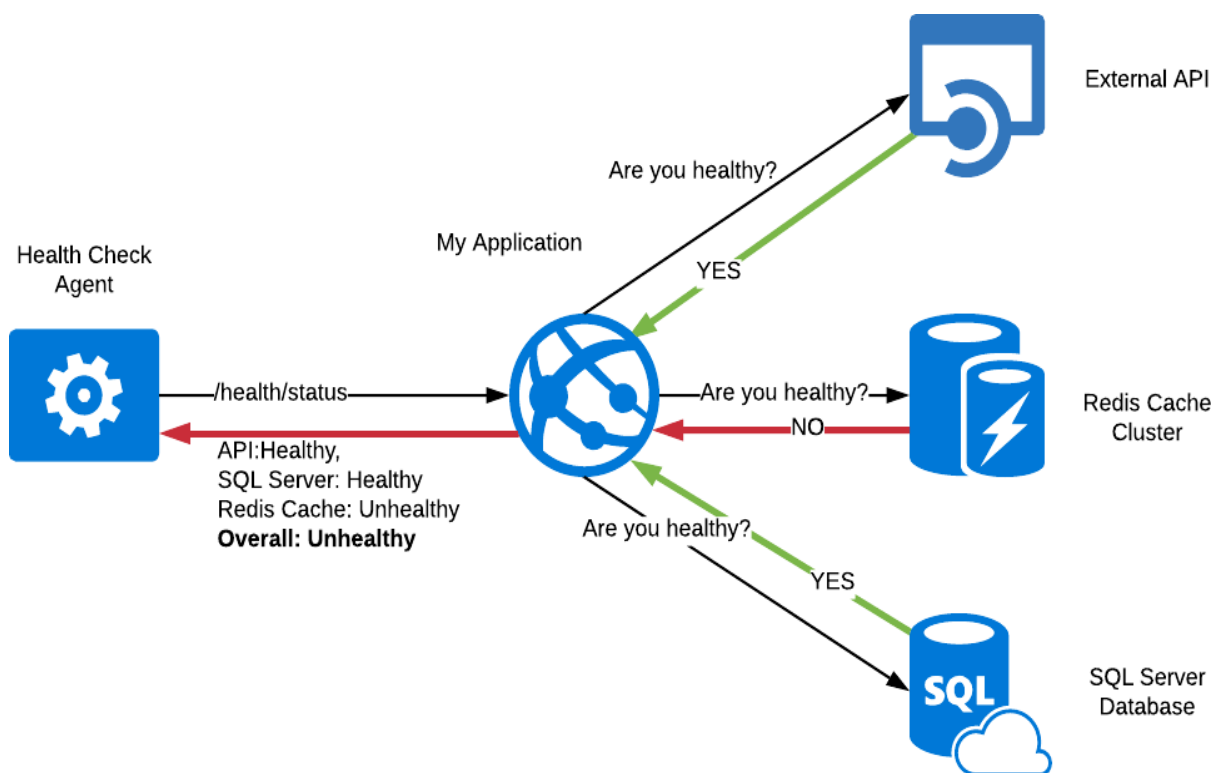 External API
Are you healthy?
My Application
Health Check
Agent
YES
/health/status
Are you healthy?
Redis Cache
Cluster
NO
API:Healthy,
SQL Server: Healthy
Redis Cache: Unhealthy
Overall: Unhealthy
Are you healthy?
YES
SQL
SQL Server
Database